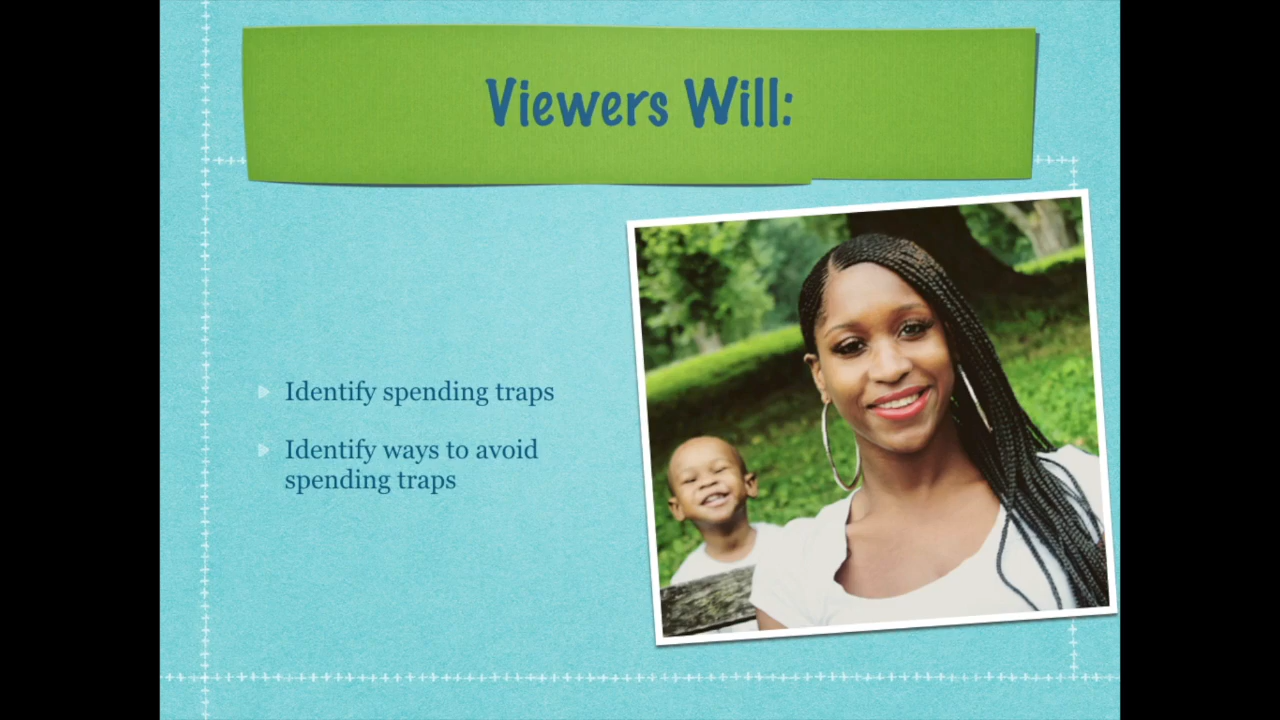 Viewers Will:
Identify spending traps
Identify ways to avoid
spending traps